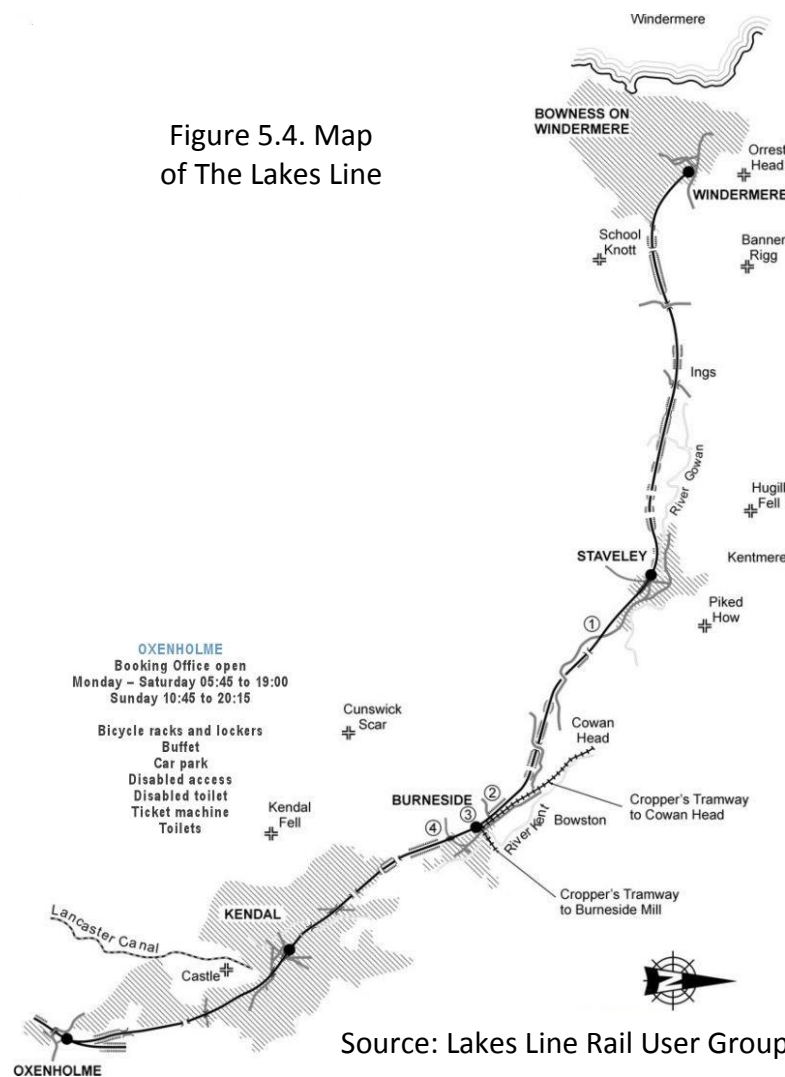 Windermere
Figure 5.4. Map
of The Lakes Line
BOWNESS ON
WINDERMERE
Orrest
Head
WINDERMERE
School
Knott
Banner
Rigg
Ings
River Gowan
Hugill
Fell
STAVELEY
Kentmere
Piked
How
1
OXENHOLME
Booking Office open
Monday – Saturday 05:45 to 19:00
Sunday 10:45 to 20:15
Bicycle racks and lockers
Buffet
Car park
Disabled access
Disabled toilet
Ticket machine
Toilets
Cunswick
Scar
Cowan
Head
Kendal
Fell
BURNESIDE
2
3
4
Cropper's Tramway
to Cowan Head
River Kent
Bowston
Cropper's Tramway
to Burneside Mill
KENDAL
Lancaster Canal
Castle
N
OXENHOLME
Source: Lakes Line Rail User Group